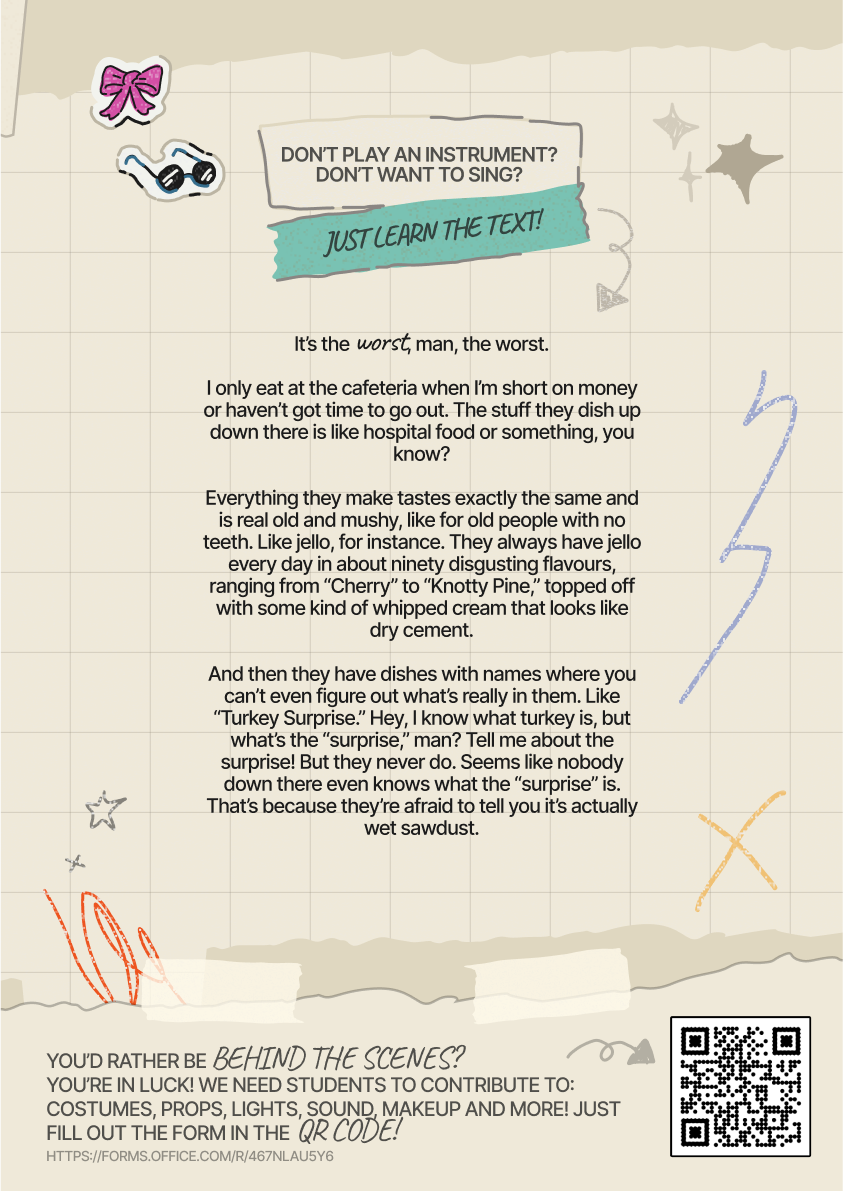 DON'T PLAY AN INSTRUMENT?
DON'T WANT TO SING?
JUST LEARN THE TEXT!
It's the worst, man, the worst.
I only eat at the cafeteria when I'm short on money
or haven't got time to go out. The stuff they dish up
down there is like hospital food or something, you
know?
Everything they make tastes exactly the same and
is real old and mushy, like for old people with no
teeth. Like jello, for instance. They always have jello
every day in about ninety disgusting flavours,
ranging from “Cherry” to “Knotty Pine,” topped off
with some kind of whipped cream that looks like
dry cement.
And then they have dishes with names where you
can't even figure out what's really in them. Like
“Turkey Surprise.” Hey, I know what turkey is, but
what's the “surprise,” man? Tell me about the
surprise! But they never do. Seems like nobody
down there even knows what the “surprise” is.
That's because they're afraid to tell you it's actually
wet sawdust.
YOU'D RATHER BE BEHIND THE SCENES?
YOU'RE IN LUCK! WE NEED STUDENTS TO CONTRIBUTE TO:
COSTUMES, PROPS, LIGHTS, SOUND, MAKEUP AND MORE! JUST
FILL OUT THE FORM IN THE QR CODE!
HTTPS://FORMS.OFFICE.COM/R/467NLAU5Y6